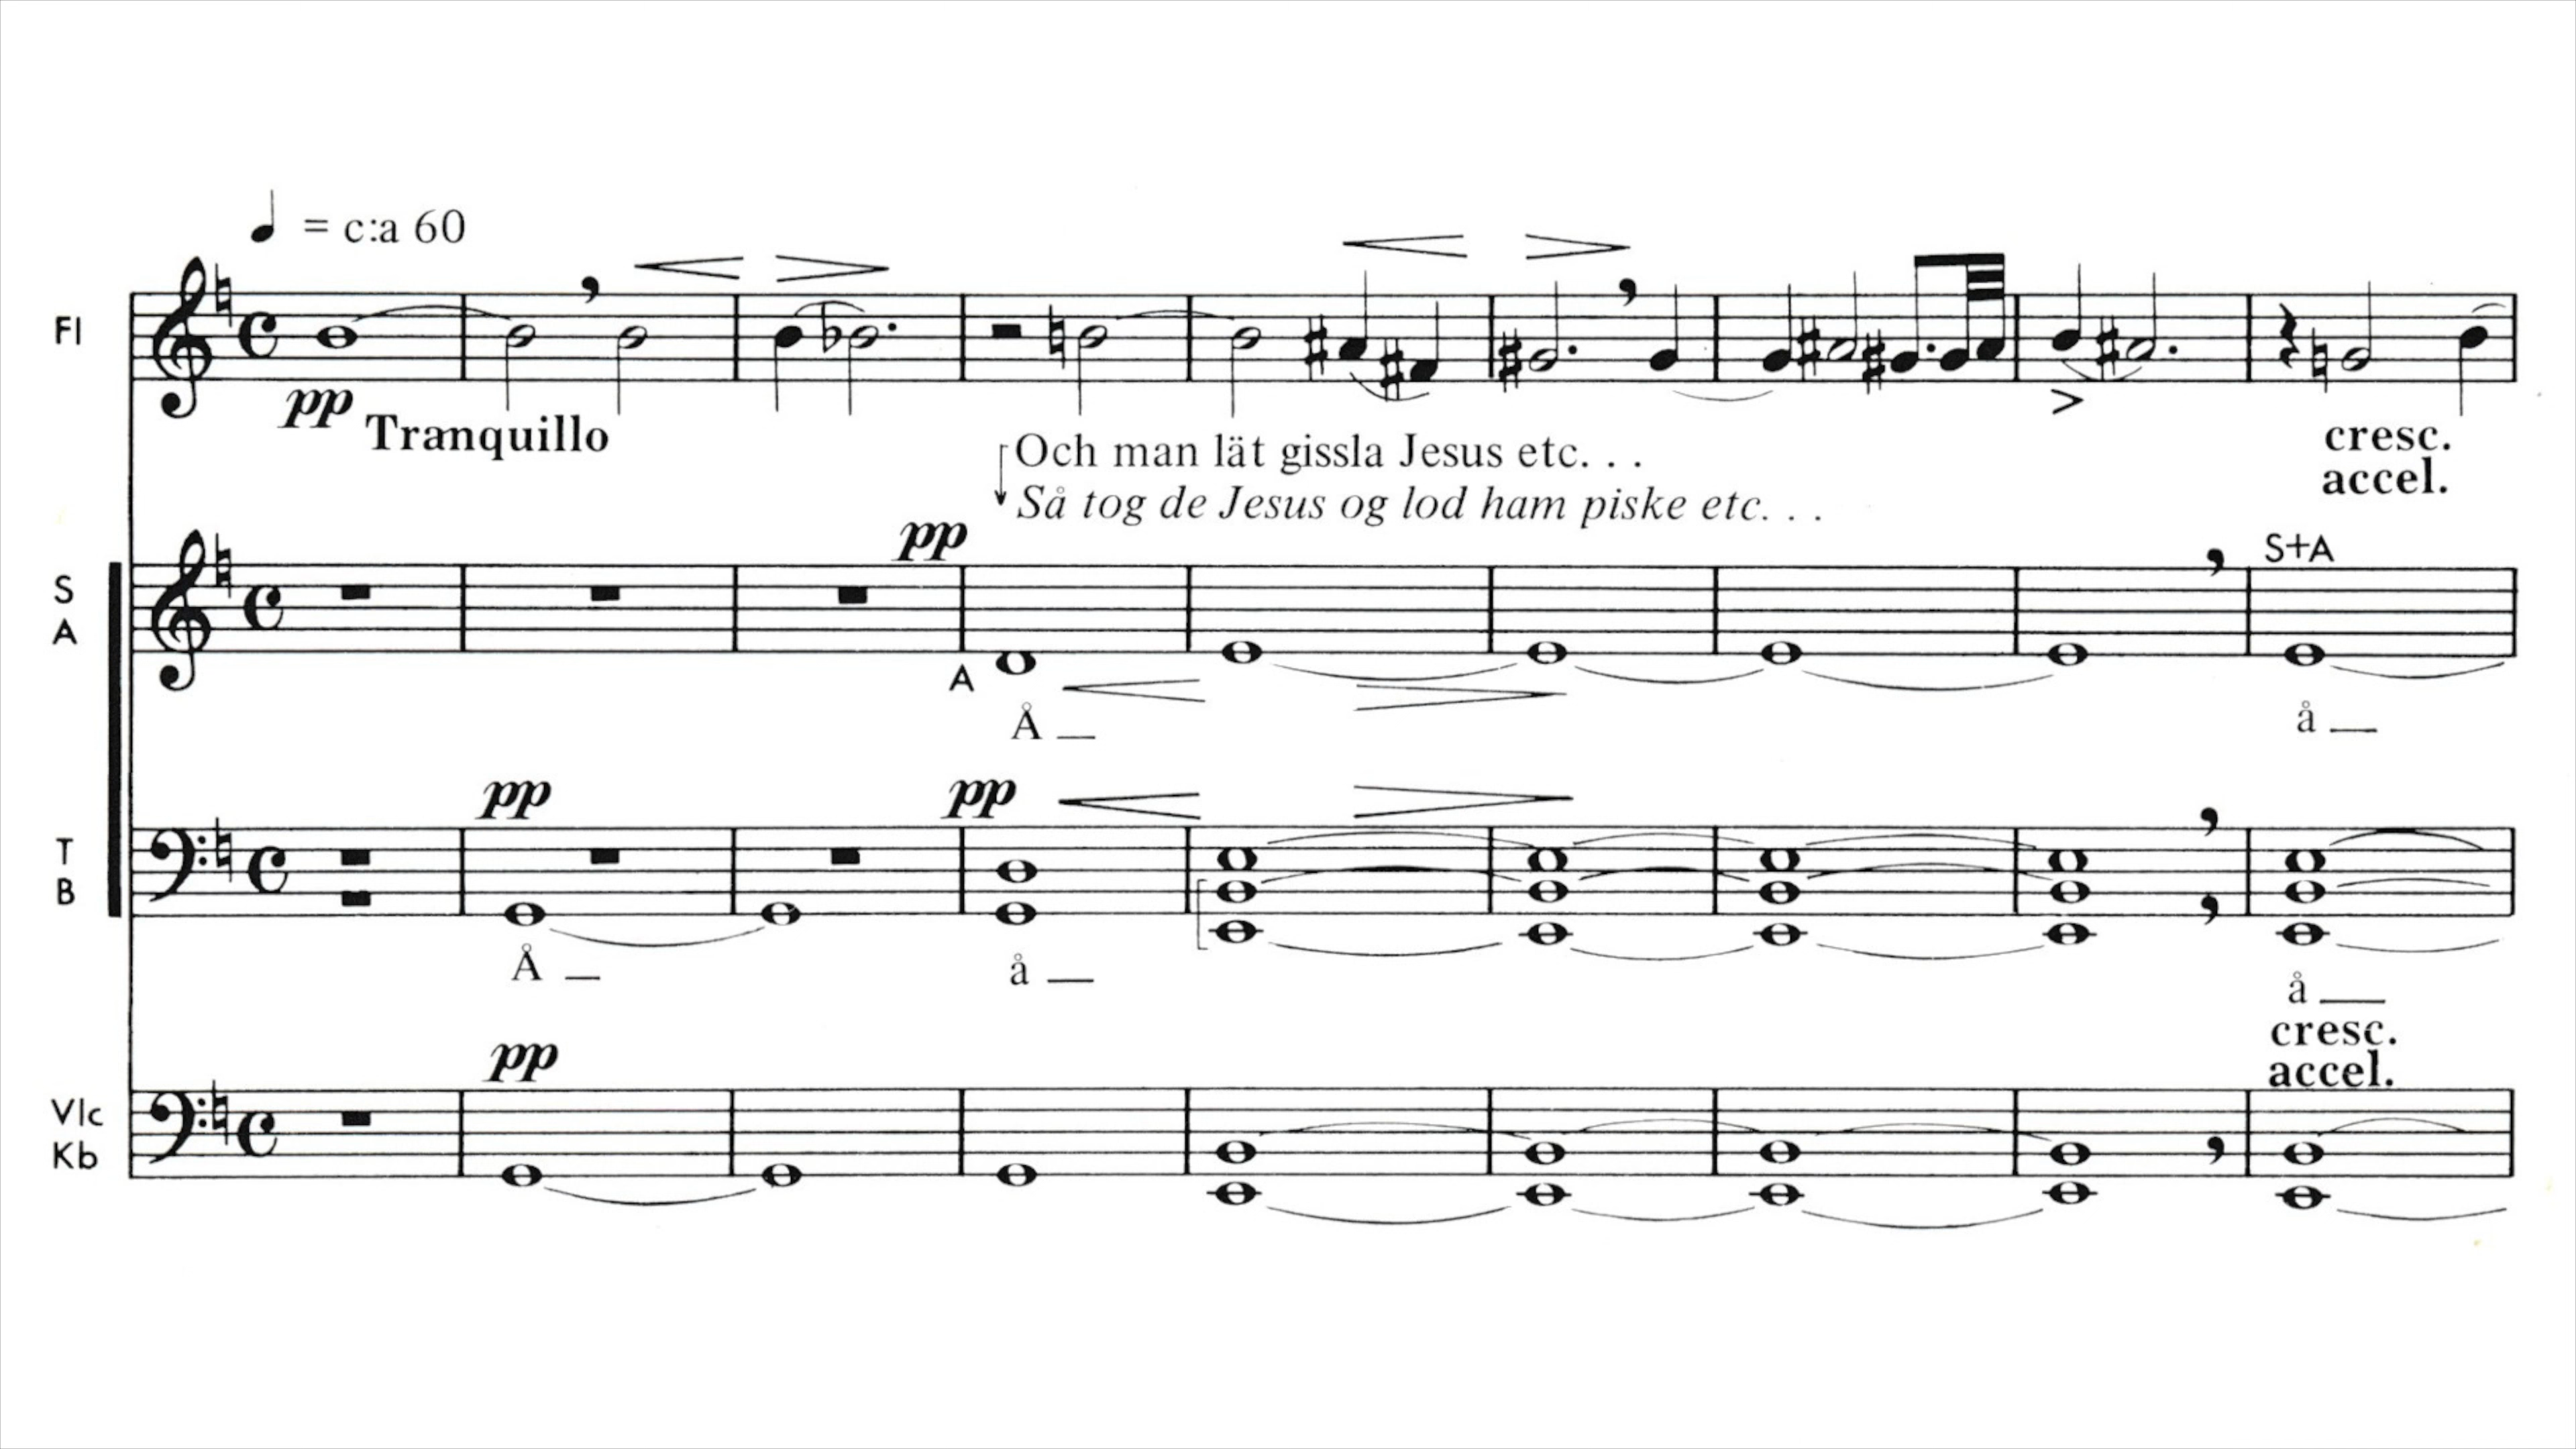 ♩ = c:a 60
Fl
pp
Tranquillo
Och man lät gissla Jesus etc. . .
Så tog de Jesus og lod ham piske etc. . .
cresc.
accel.
pp
S+A
S
A
A
Å
å
pp
pp
T
B
Å
å
å
cresc.
accel.
pp
Vlc
Kb